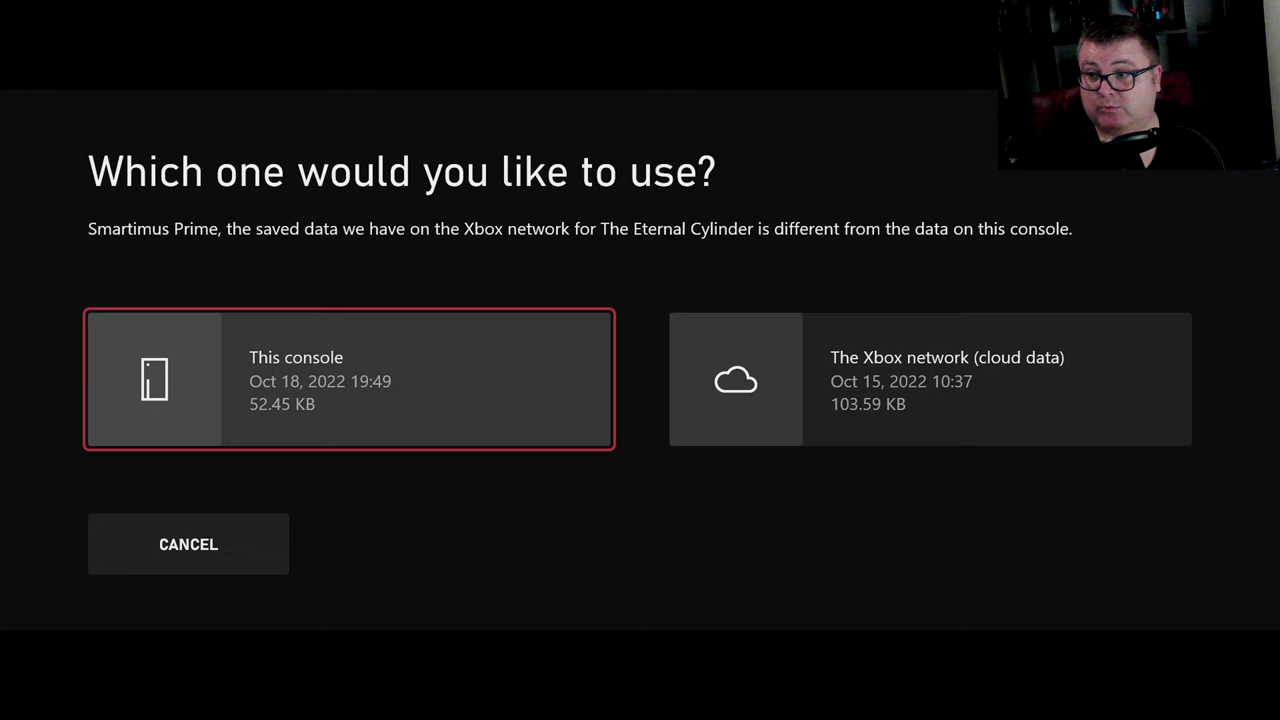 Which one would you like to use?
Smartimus Prime, the saved data we have on the Xbox network for The Eternal Cylinder is different from the data on this console.
This console
Oct 18, 2022 19:49
52.45 KB
The Xbox network (cloud data)
Oct 15, 2022 10:37
103.59 KB
CANCEL